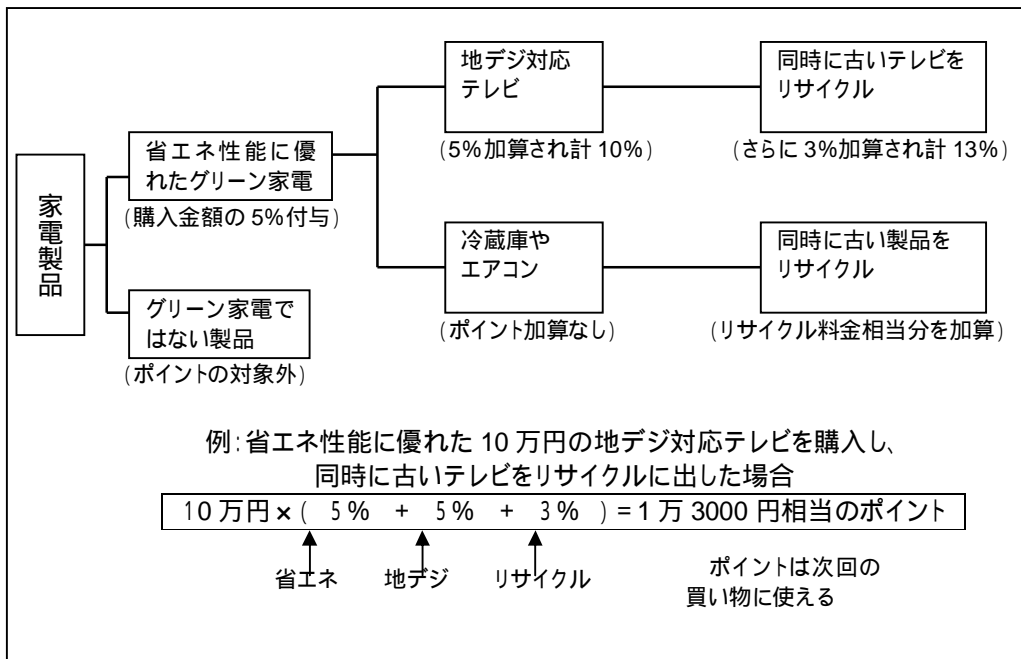 家電製品
省エネ性能に優
れたグリーン家電
(購入金額の5%付与)
グリーン家電で
はない製品
(ポイントの対象外)
地デジ対応
テレビ
(5%加算され計10%)
同時に古いテレビを
リサイクル
(さらに3%加算され計13%)
冷蔵庫や
エアコン
(ポイント加算なし)
同時に古い製品を
リサイクル
(リサイクル料金相当分を加算)
例:省エネ性能に優れた10万円の地デジ対応テレビを購入し、
同時に古いテレビをリサイクルに出した場合
10万円×( 5% + 5% + 3% )=1万3000円相当のポイント
省エネ 地デジ リサイクル
ポイントは次回の
買い物に使える